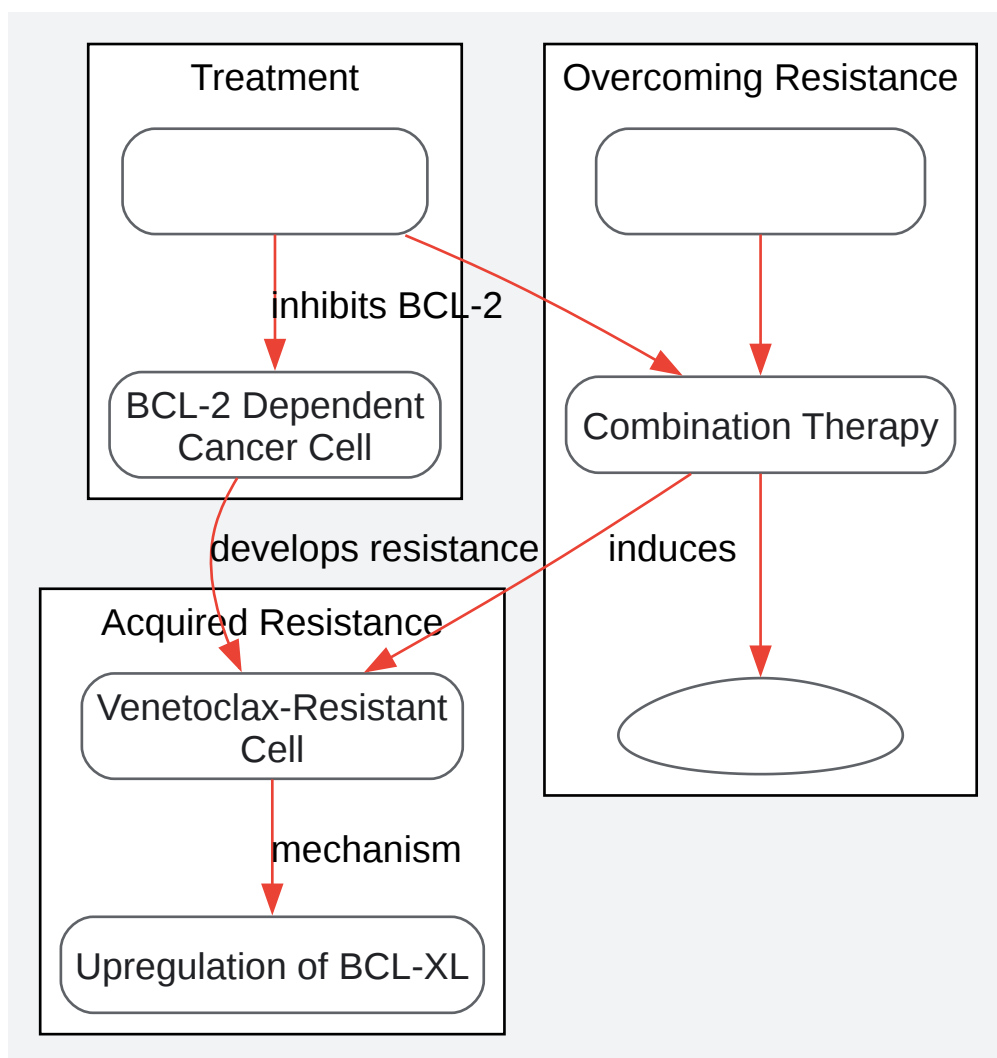 Treatment
Overcoming Resistance
inhibits BCL-2
BCL-2 Dependent
Cancer Cell
Combination Therapy
develops resistance
induces
Acquired Resistance
Venetoclax-Resistant
Cell
mechanism
Upregulation of BCL-XL